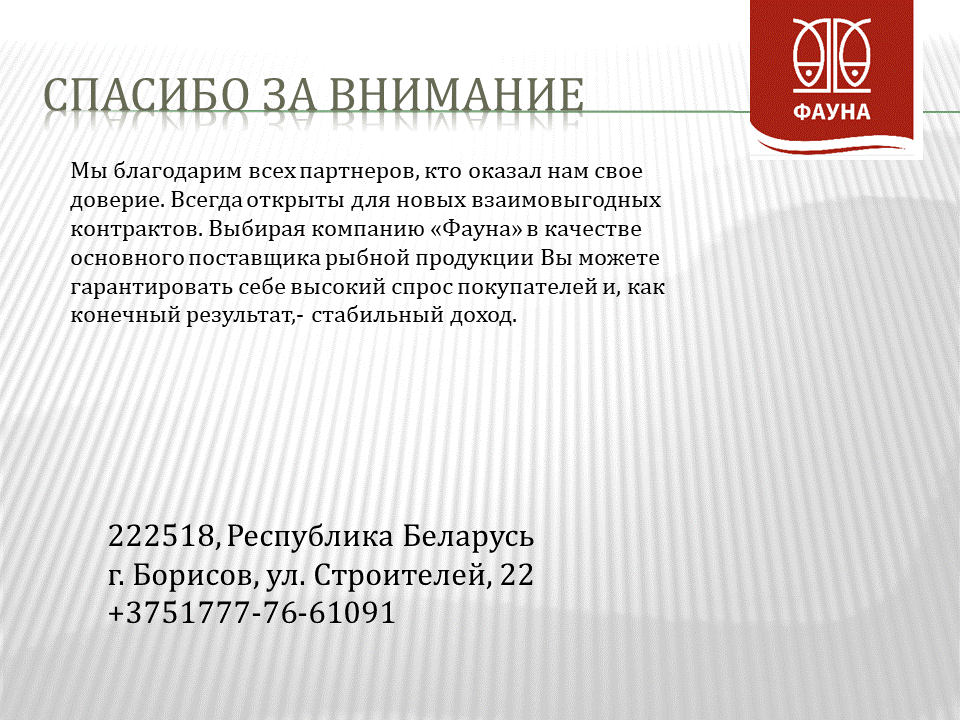 СПАСИБО ЗА ВНИМАНИЕ
ФАУНА
Мы благодарим всех партнеров, кто оказал нам свое
доверие. Всегда открыты для новых взаимовыгодных
контрактов. Выбирая компанию «Фауна» в качестве
основного поставщика рыбной продукции Вы можете
гарантировать себе высокий спрос покупателей и, как
конечный результат,- стабильный доход.
222518, Республика Беларусь
г. Борисов, ул. Строителей, 22
+3751777-76-61091